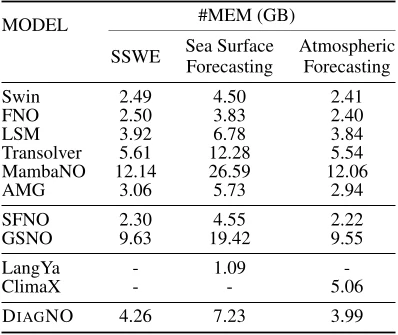 MODEL #MEM (GB)
SSWE Sea Surface Forecasting Atmospheric Forecasting
Swin 2.49 4.50 2.41
FNO 2.50 3.83 2.40
LSM 3.92 6.78 3.84
Transolver 5.61 12.28 5.54
MambaNO 12.14 26.59 12.06
AMG 3.06 5.73 2.94
SFNO 2.30 4.55 2.22
GSNO 9.63 19.42 9.55
LangYa - 1.09 -
ClimaX - - 5.06
DIAGNO 4.26 7.23 3.99